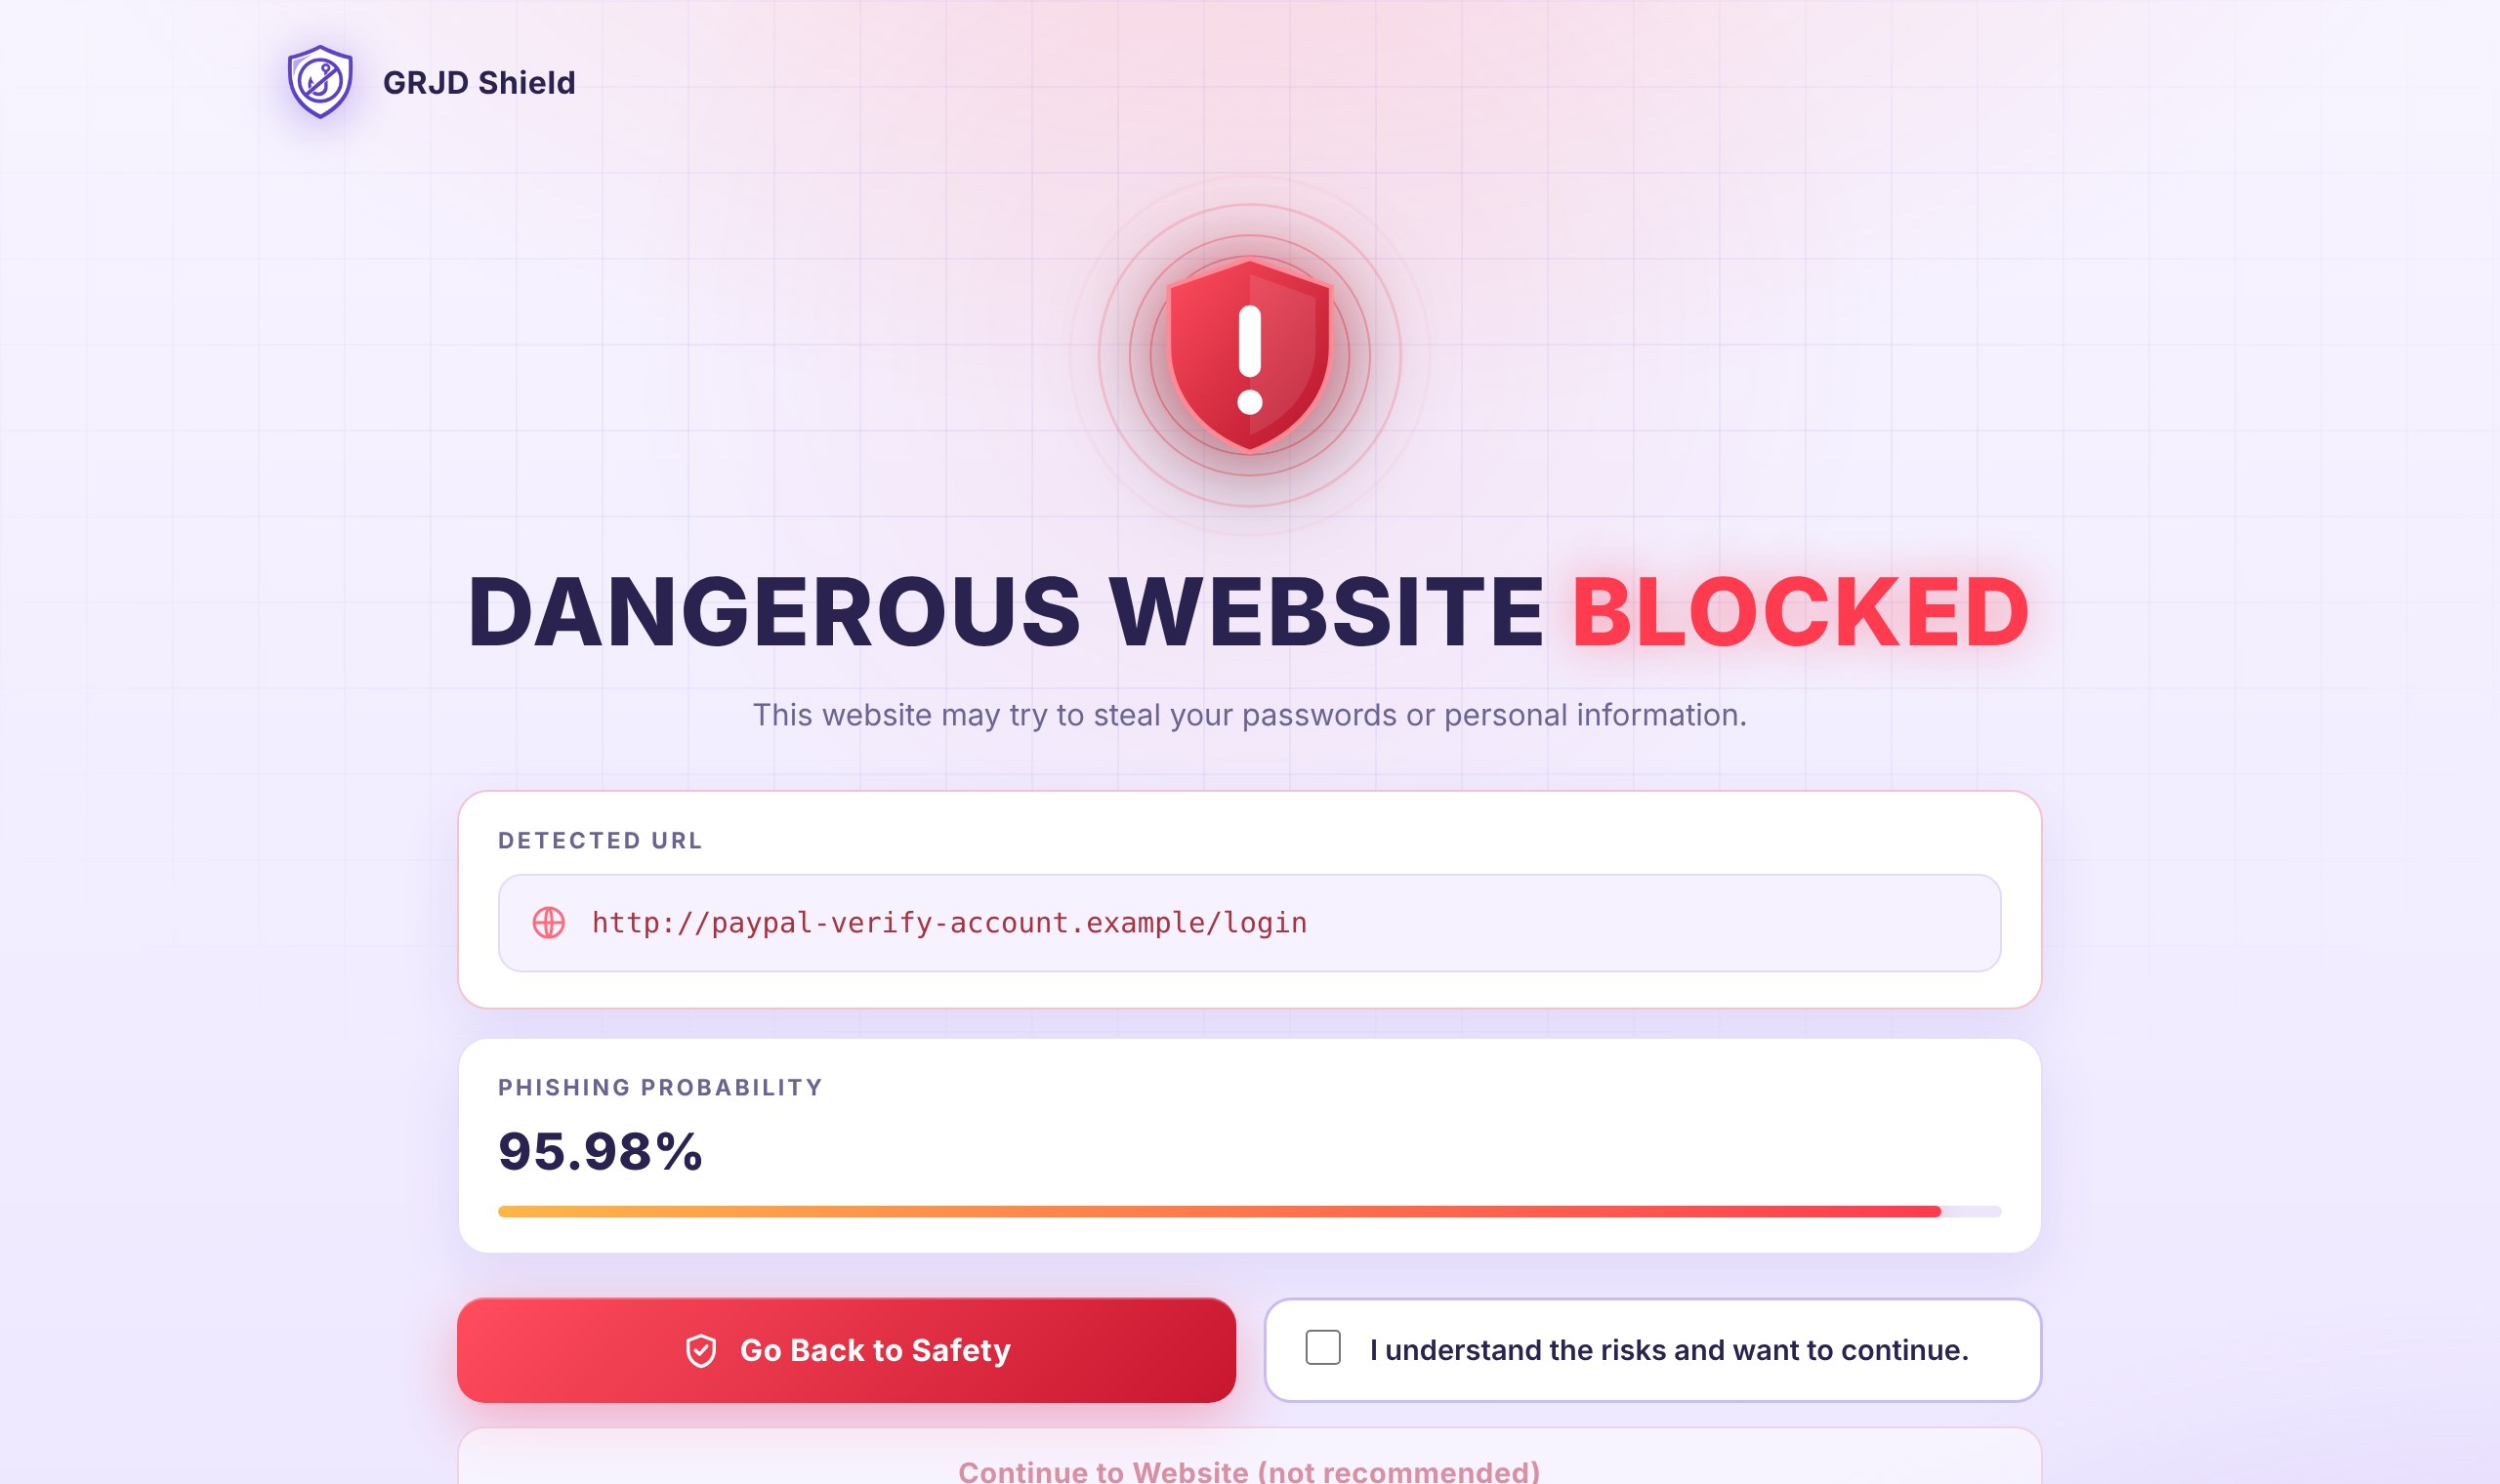 GRJD Shield
DANGEROUS WEBSITE BLOCKED
This website may try to steal your passwords or personal information.
DETECTED URL
http://paypal-verify-account.example/login
PHISHING PROBABILITY
95.98%
Go Back to Safety
I understand the risks and want to continue.
Continue to Website (not recommended)